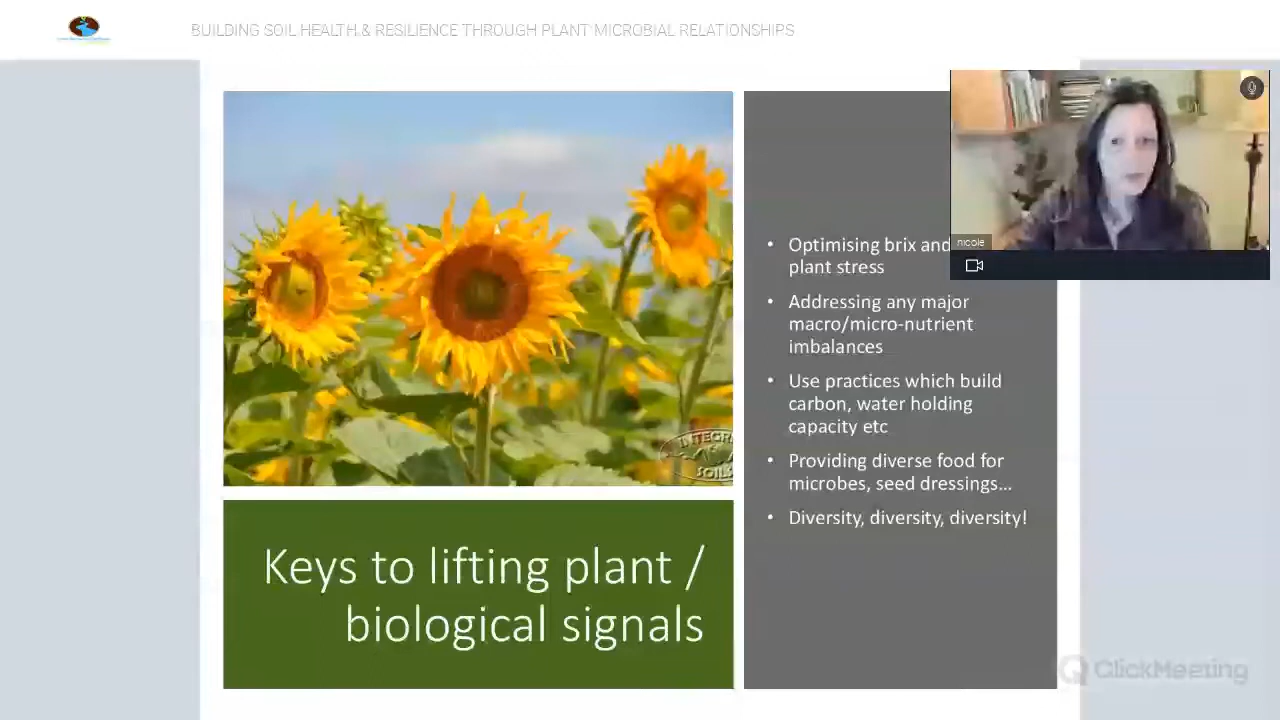 BUILDING SOIL HEALTH & RESILIENCE THROUGH PLANT MICROBIAL RELATIONSHIPS
nicole
• Optimising brix and
plant stress
• Addressing any major
macro/micro-nutrient
imbalances
• Use practices which build
carbon, water holding
capacity etc
• Providing diverse food for
microbes, seed dressings...
• Diversity, diversity, diversity!
INTEGR
SOILS
Keys to lifting plant /
biological signals
ClickMeeting